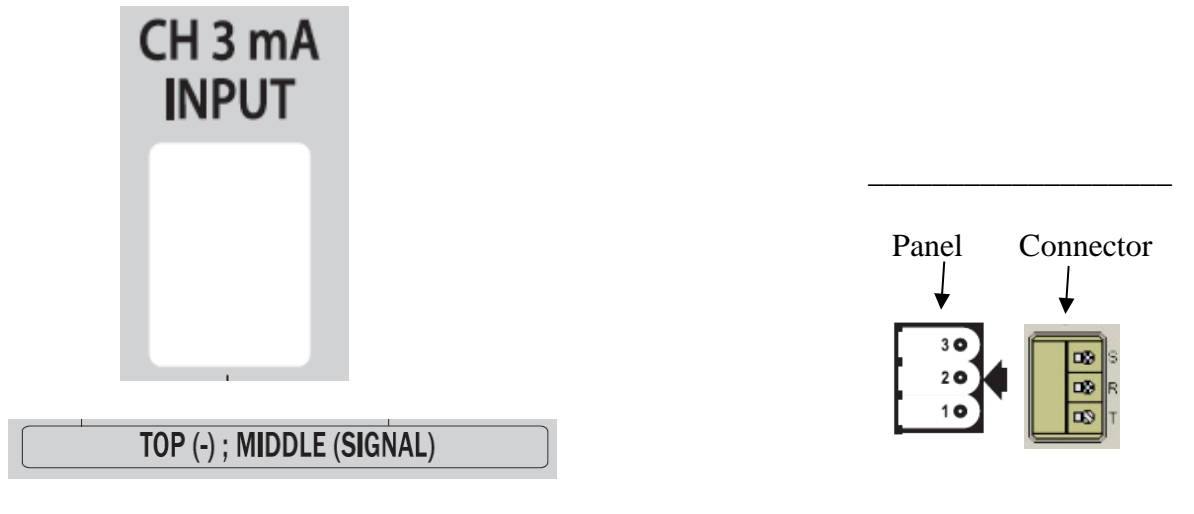 CH 3 mA
INPUT
TOP (-) ; MIDDLE (SIGNAL)
Panel Connector
3
2
1
S
R
T